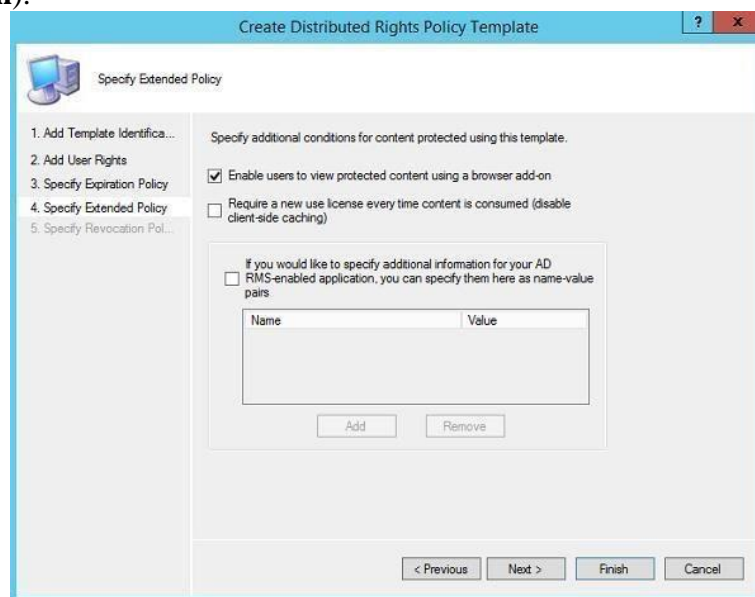 Create Distributed Rights Policy Template
? x
Specify Extended Policy
1. Add Template Identifica...
2. Add User Rights
3. Specify Expiration Policy
4. Specify Extended Policy
5. Specify Revocation Pol...
Specify additional conditions for content protected using this template.
Enable users to view protected content using a browser add-on
Require a new use license every time content is consumed (disable
client-side caching)
If you would like to specify additional information for your AD
RMS-enabled application, you can specify them here as name-value
pairs
Name Value
Add Remove
< Previous Next > Finish Cancel